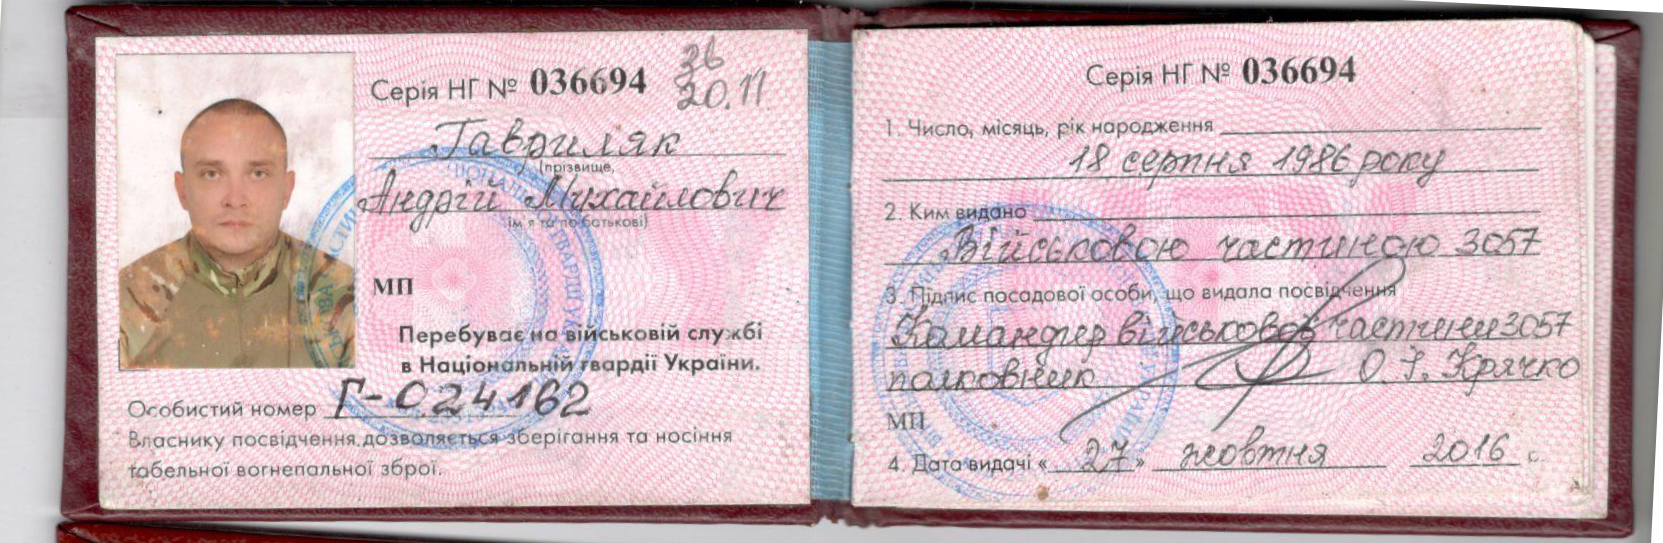 Серія НГ № 036694
36
20.11
Гавриляк
(прізвище,
Андрій Михайлович
ім'я та по батькові)
МП
Перебуває на військовій службі
в Національній гвардії України.
Особистий номер Г-024162
Власнику посвідчення дозволяється зберігання та носіння
табельної вогнепальної зброї.
Серія НГ № 036694
1. Число, місяць, рік народження
18 серпня 1986 року
2. Ким видано
Військовою частиною 3057
3. Підпис посадової особи, що видала посвідчення
Командир військової частини 3057
полковник О.Г. Крячко
МП
4. Дата видачі « 27 » жовтня 2016 р.